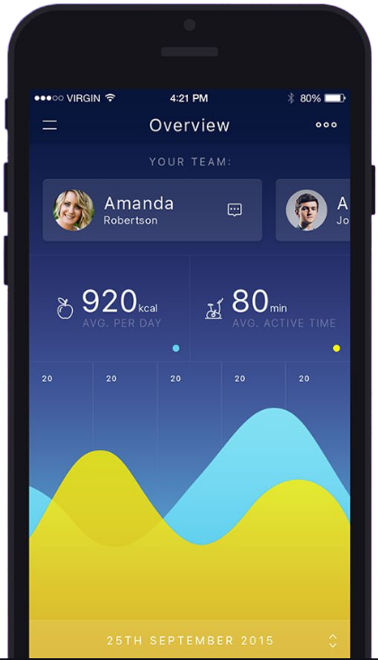 VIRGIN 4:21 PM 80%
Overview
YOUR TEAM:
Amanda A
Robertson Jo
920kcal 80min
AVG. PER DAY AVG. ACTIVE TIME
20 20 20 20 20
25TH SEPTEMBER 2015